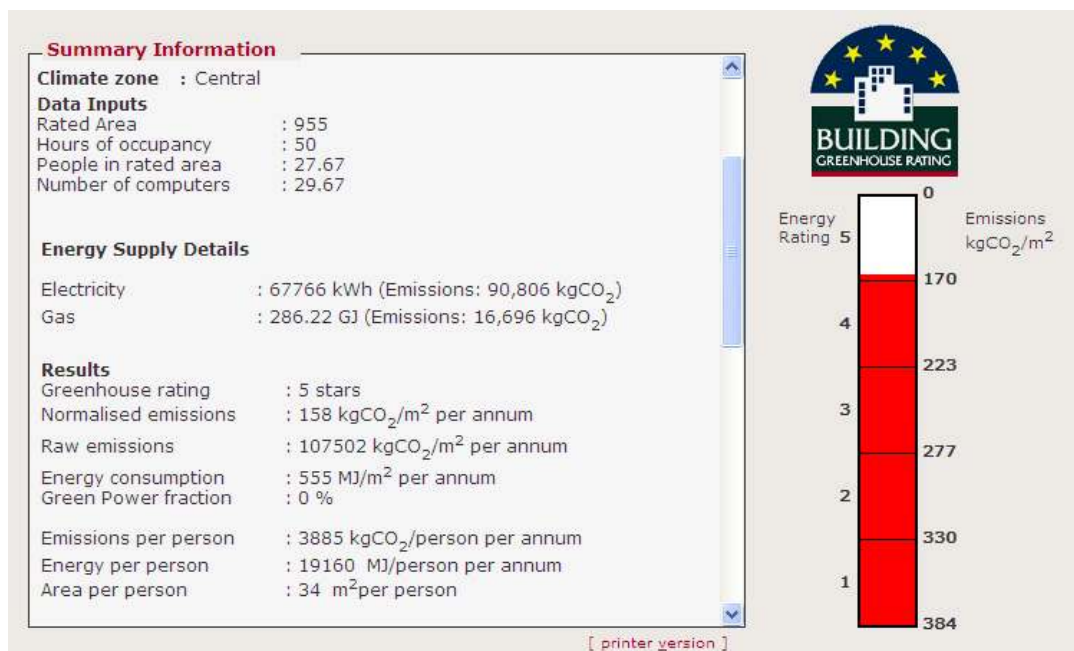 Summary Information
Climate zone : Central
Data Inputs
Rated Area : 955
Hours of occupancy : 50
People in rated area : 27.67
Number of computers : 29.67
Energy Supply Details
Electricity : 67766 kWh (Emissions: 90,806 kgCO2)
Gas : 286.22 GJ (Emissions: 16,696 kgCO2)
Results
Greenhouse rating : 5 stars
Normalised emissions : 158 kgCO2/m2 per annum
Raw emissions : 107502 kgCO2/m2 per annum
Energy consumption : 555 MJ/m2 per annum
Green Power fraction : 0 %
Emissions per person : 3885 kgCO2/person per annum
Energy per person : 19160 MJ/person per annum
Area per person : 34 m2per person
[ printer version ]
BUILDING
GREENHOUSE RATING
0
Energy
Rating 5
Emissions
kgCO2/m2
170
4
223
3
277
2
330
1
384